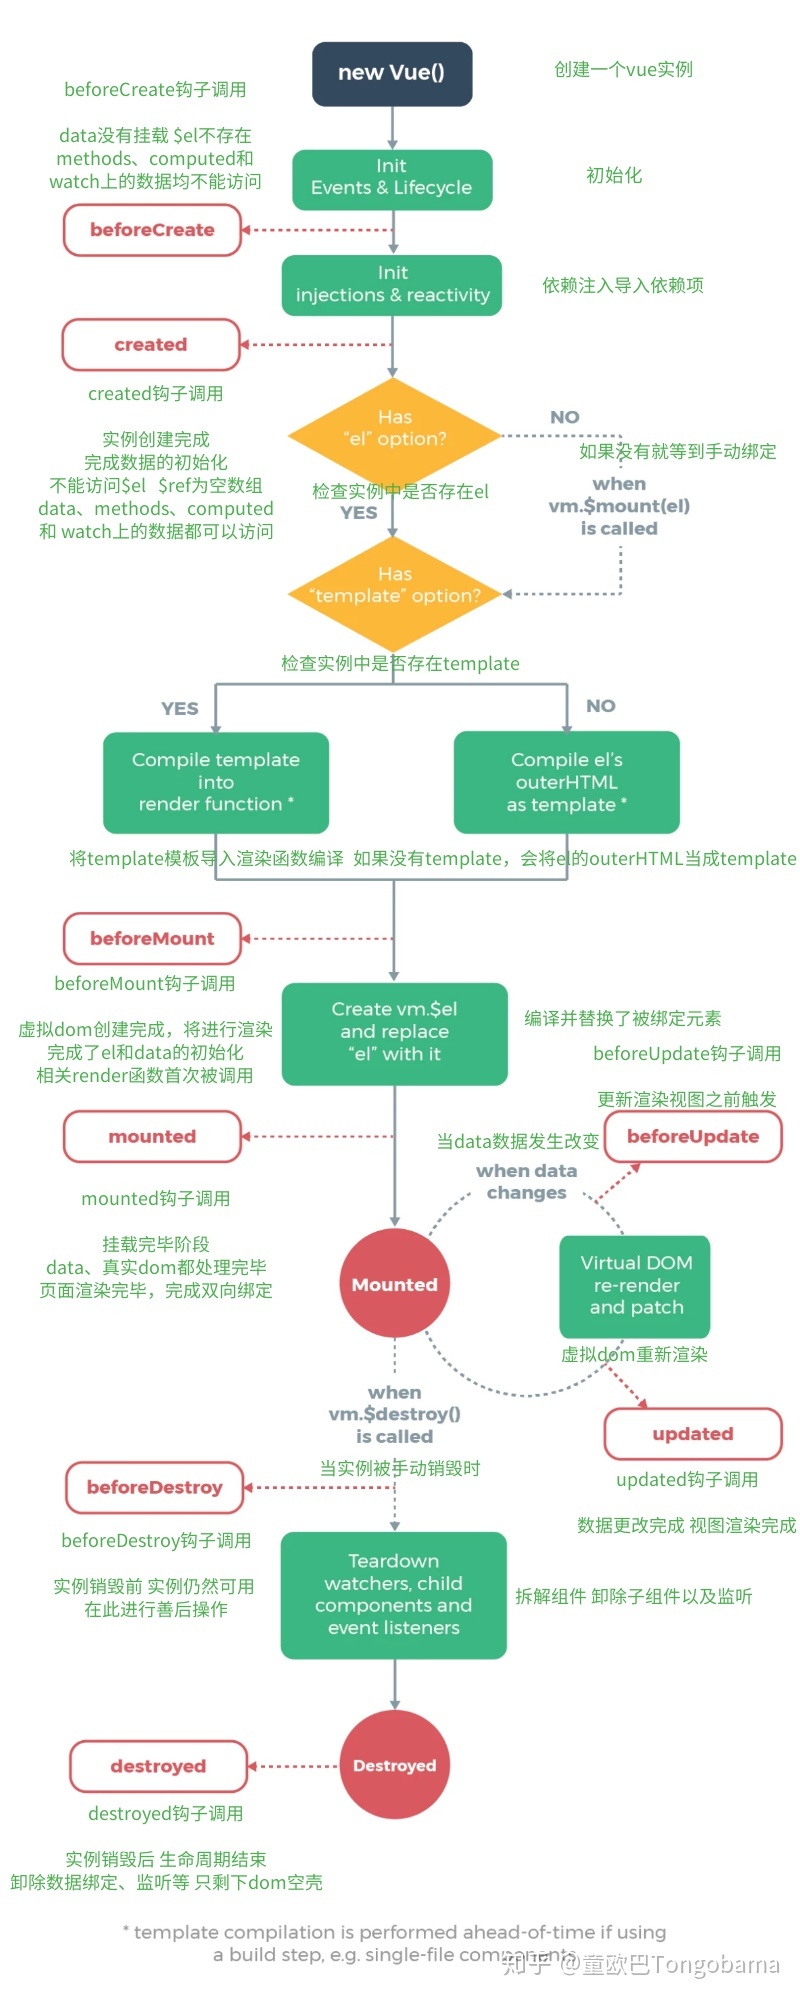 new Vue()
创建一个vue实例
beforeCreate钩子调用
data没有挂载 $el不存在
methods、computed和
watch上的数据均不能访问
Init
Events & Lifecycle
初始化
beforeCreate
Init
injections & reactivity
依赖注入导入依赖项
created
created钩子调用
实例创建完成
完成数据的初始化
不能访问$el $ref为空数组
data、methods、computed
和 watch上的数据都可以访问
Has
“el” option?
NO
如果没有就等到手动绑定
检查实例中是否存在el
YES
when
vm.$mount(el)
is called
Has
“template” option?
检查实例中是否存在template
YES
NO
Compile template
into
render function *
Compile el’s
outerHTML
as template *
将template模板导入渲染函数编译
如果没有template，会将el的outerHTML当成template
beforeMount
beforeMount钩子调用
虚拟dom创建完成，将进行渲染
完成了el和data的初始化
相关render函数首次被调用
Create vm.$el
and replace
“el” with it
编译并替换了被绑定元素
beforeUpdate钩子调用
更新渲染视图之前触发
mounted
beforeUpdate
当data数据发生改变
when data
changes
mounted钩子调用
挂载完毕阶段
data、真实dom都处理完毕
页面渲染完毕，完成双向绑定
Mounted
Virtual DOM
re-render
and patch
虚拟dom重新渲染
when
vm.$destroy()
is called
updated
updated钩子调用
数据更改完成 视图渲染完成
当实例被手动销毁时
beforeDestroy
beforeDestroy钩子调用
实例销毁前 实例仍然可用
在此进行善后操作
Teardown
watchers, child
components and
event listeners
拆解组件 卸除子组件以及监听
destroyed
Destroyed
destroyed钩子调用
实例销毁后 生命周期结束
卸除数据绑定、监听等 只剩下dom空壳
* template compilation is performed ahead-of-time if using
a build step, e.g. single-file components
知乎 @童欧巴Tongobama